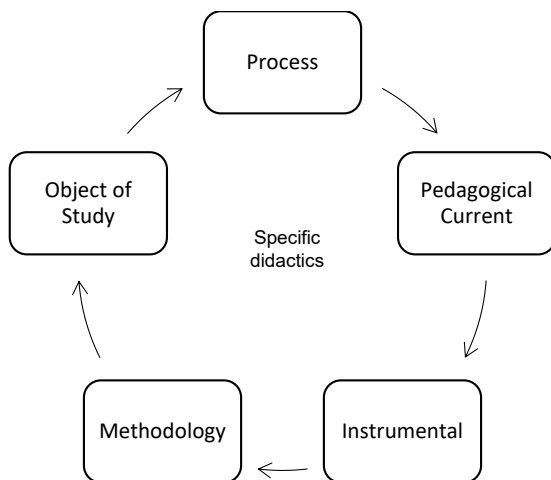 Process
Object of
Study
Pedagogical
Current
Specific
didactics
Methodology
Instrumental